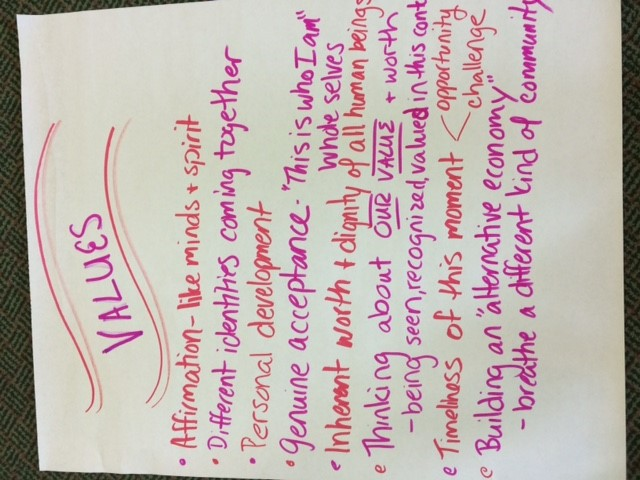 VALUES
• Affirmation - like minds + spirit
• Different identities coming together
• Personal development
• Genuine acceptance - "This is who I am"
whole selves
• Inherent worth + dignity of all human beings
• Thinking about OUR VALUE + worth
- being seen, recognized, valued in this
• Timeliness of this moment < opportunity
challenge
• Building an "alternative economy"
- breathe a different kind of community